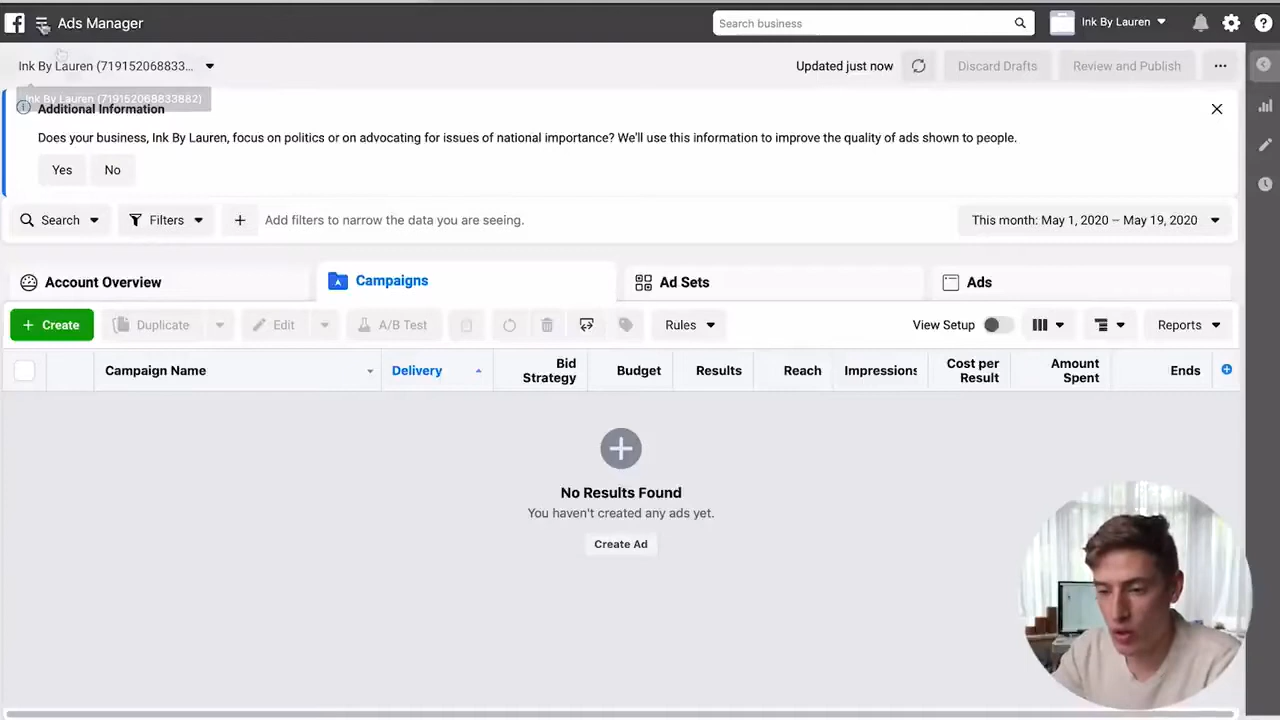 Ads Manager
Search business
Ink By Lauren
Ink By Lauren (719152068833...
Updated just now
Discard Drafts
Review and Publish
Ink By Lauren (719152068833882)
Additional Information
Does your business, Ink By Lauren, focus on politics or on advocating for issues of national importance? We'll use this information to improve the quality of ads shown to people.
Yes
No
Search
Filters
Add filters to narrow the data you are seeing.
This month: May 1, 2020 – May 19, 2020
Account Overview
Campaigns
Ad Sets
Ads
+ Create
Duplicate
Edit
A/B Test
Rules
View Setup
Reports
Campaign Name
Delivery
Bid
Strategy
Budget
Results
Reach
Impressions
Cost per
Result
Amount
Spent
Ends
No Results Found
You haven't created any ads yet.
Create Ad